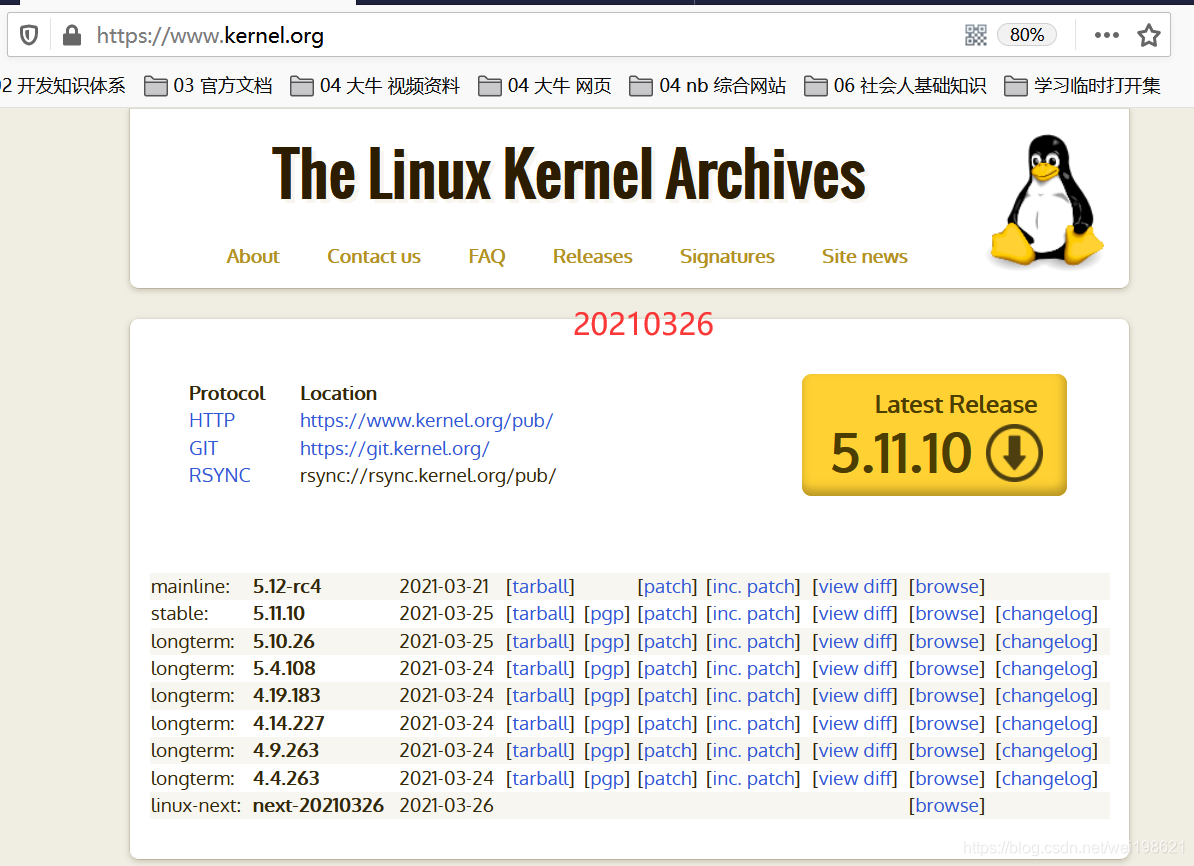 https://www.kernel.org 80%
02 开发知识体系 03 官方文档 04 大牛 视频资料 04 大牛 网页 04 nb 综合网站 06 社会人基础知识 学习临时打开集
The Linux Kernel Archives
About Contact us FAQ Releases Signatures Site news
20210326
Protocol Location
HTTP https://www.kernel.org/pub/
GIT https://git.kernel.org/
RSYNC rsync://rsync.kernel.org/pub/
Latest Release
5.11.10
mainline: 5.12-rc4 2021-03-21 [tarball] [patch] [inc. patch] [view diff] [browse]
stable: 5.11.10 2021-03-25 [tarball] [pgp] [patch] [inc. patch] [view diff] [browse] [changelog]
longterm: 5.10.26 2021-03-25 [tarball] [pgp] [patch] [inc. patch] [view diff] [browse] [changelog]
longterm: 5.4.108 2021-03-24 [tarball] [pgp] [patch] [inc. patch] [view diff] [browse] [changelog]
longterm: 4.19.183 2021-03-24 [tarball] [pgp] [patch] [inc. patch] [view diff] [browse] [changelog]
longterm: 4.14.227 2021-03-24 [tarball] [pgp] [patch] [inc. patch] [view diff] [browse] [changelog]
longterm: 4.9.263 2021-03-24 [tarball] [pgp] [patch] [inc. patch] [view diff] [browse] [changelog]
longterm: 4.4.263 2021-03-24 [tarball] [pgp] [patch] [inc. patch] [view diff] [browse] [changelog]
linux-next: next-20210326 2021-03-26 [browse]
https://blog.csdn.net/wei198621